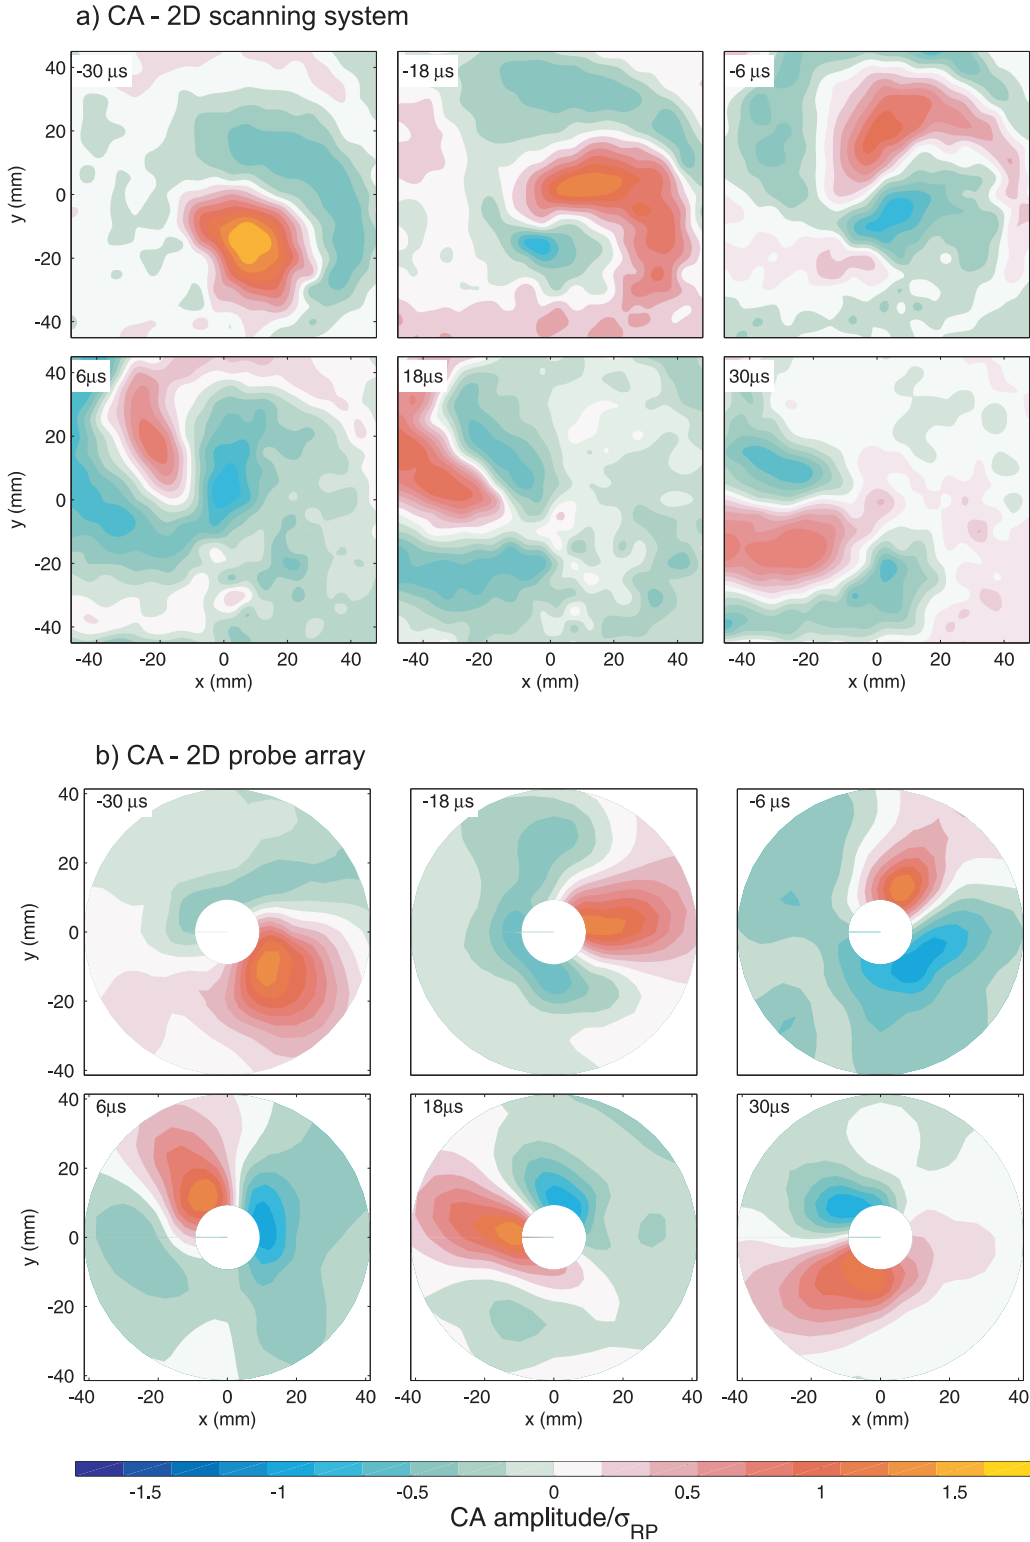 a) CA - 2D scanning system
-30 μs
-18 μs
-6 μs
40
20
0
-20
-40
y (mm)
6μs
18μs
30μs
40
20
0
-20
-40
y (mm)
-40 -20 0 20 40
-40 -20 0 20 40
-40 -20 0 20 40
x (mm)
x (mm)
x (mm)
b) CA - 2D probe array
-30 μs
-18 μs
-6 μs
40
20
0
-20
-40
y (mm)
6μs
18μs
30μs
40
20
0
-20
-40
y (mm)
-40 -20 0 20 40
-40 -20 0 20 40
-40 -20 0 20 40
x (mm)
x (mm)
x (mm)
-1.5 -1 -0.5 0 0.5 1 1.5
CA amplitude/σRP